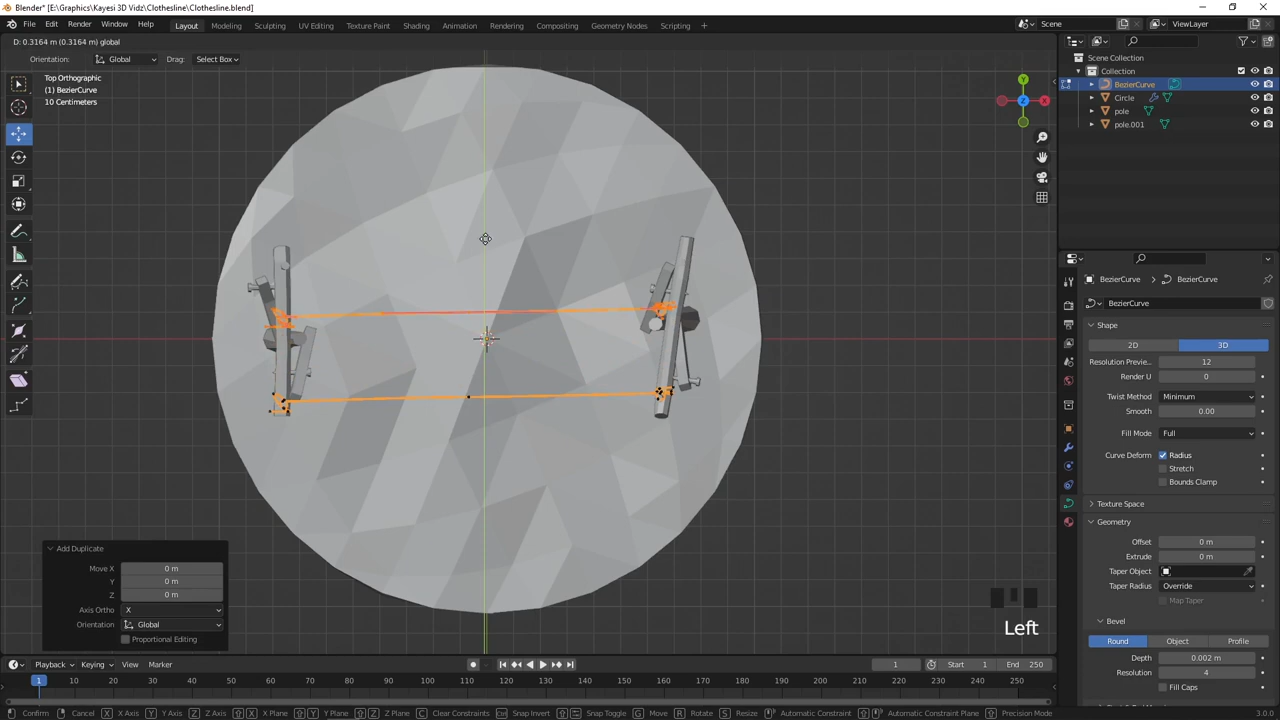 Blender* [E:\Graphics\Kayesi 3D Vidz\Clothesline\Clothesline.blend]
File Edit Render Window Help Layout Modeling Sculpting UV Editing Texture Paint Shading Animation Rendering Compositing Geometry Nodes Scripting Scene ViewLayer
D: 0.3164 m (0.3164 m) global
Orientation: Global Drag: Select Box
Top Orthographic
(1) BezierCurve
10 Centimeters
Y
Z
X
Scene Collection
Collection
BezierCurve
Circle
pole
pole.001
BezierCurve BezierCurve
BezierCurve
Shape
2D 3D
Resolution Previe... 12
Render U 0
Twist Method Minimum
Smooth 0.00
Fill Mode Full
Curve Deform Radius
Stretch
Bounds Clamp
Texture Space
Geometry
Offset 0 m
Extrude 0 m
Taper Object
Taper Radius Override
Map Taper
Bevel
Round Object Profile
Depth 0.002 m
Resolution 4
Fill Caps
Add Duplicate
Move X 0 m
Y 0 m
Z 0 m
Axis Ortho X
Orientation Global
Proportional Editing
Left
Playback Keying View Marker 1 Start 1 End 250
1 10 20 30 40 50 60 70 80 90 100 110 120 130 140 150 160 170 180 190 200 210 220 230 240 250
Confirm Cancel X X Axis Y Y Axis Z Z Axis X X Plane Y Y Plane Z Z Plane C Clear Constraints Snap Invert Snap Toggle G Move R Rotate S Resize Automatic Constraint Automatic Plane Constraint Precision Mode 3.0.0